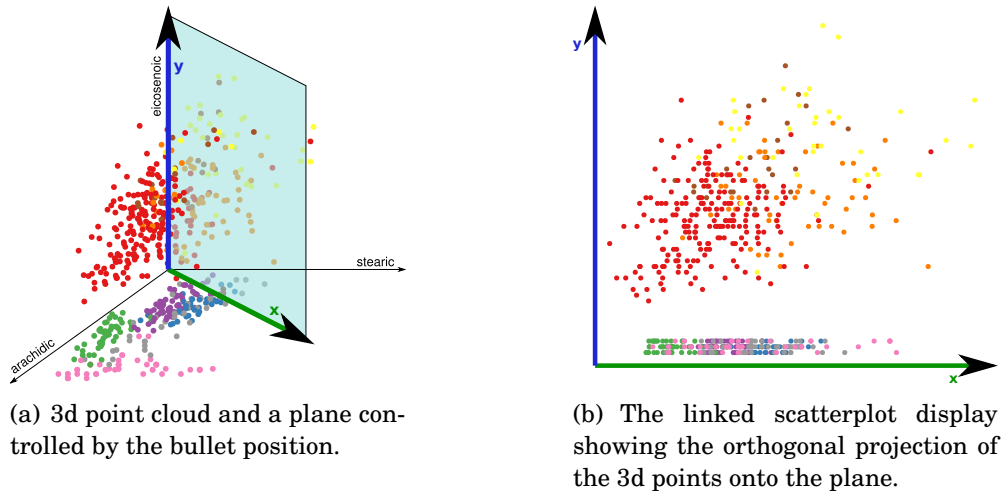 y
eicosenoic
stearic
x
arachidic
(a) 3d point cloud and a plane con-
trolled by the bullet position.
y
x
(b) The linked scatterplot display
showing the orthogonal projection of
the 3d points onto the plane.